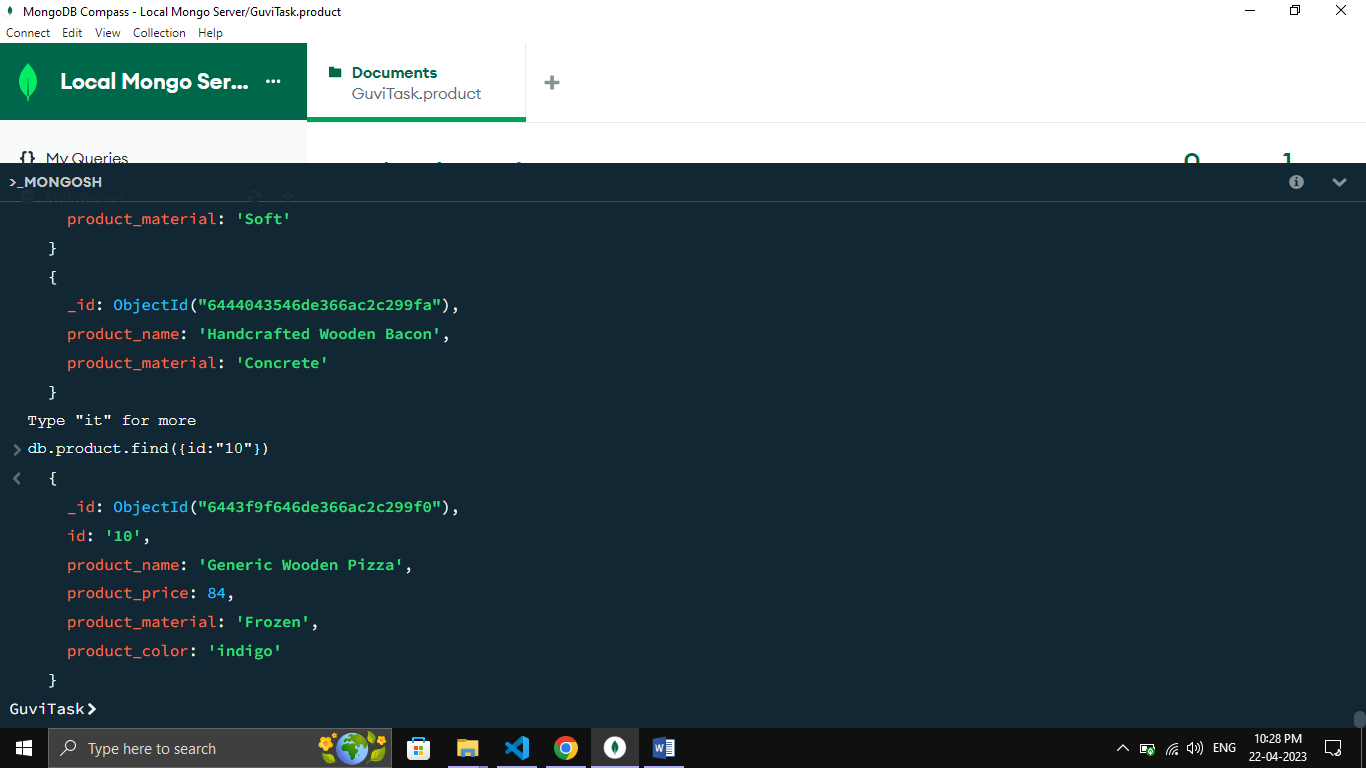 MongoDB Compass - Local Mongo Server/GuviTask.product
Connect Edit View Collection Help
Local Mongo Ser... ...
Documents
GuviTask.product
{} My Queries
>_MONGOSH
product_material: 'Soft'
}
{
_id: ObjectId("6444043546de366ac2c299fa"),
product_name: 'Handcrafted Wooden Bacon',
product_material: 'Concrete'
}
Type "it" for more
db.product.find({id:"10"})
{
_id: ObjectId("6443f9f646de366ac2c299f0"),
id: '10',
product_name: 'Generic Wooden Pizza',
product_price: 84,
product_material: 'Frozen',
product_color: 'indigo'
}
GuviTask>
Type here to search
ENG
10:28 PM
22-04-2023